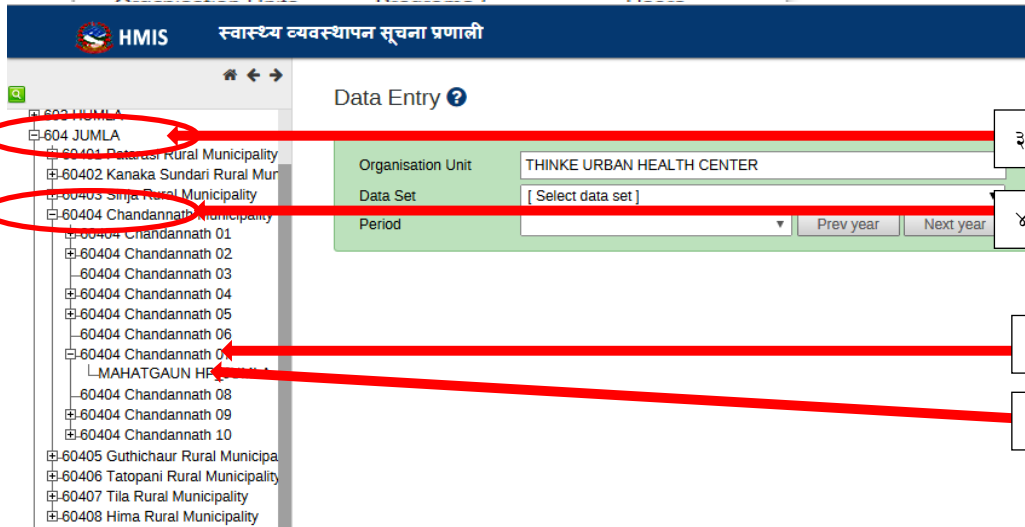 HMIS स्वास्थ्य व्यवस्थापन सूचना प्रणाली
Data Entry
603 HUMLA
604 JUMLA
60401 Patarasi Rural Municipality
60402 Kanaka Sundari Rural Mun
60403 Sinja Rural Municipality
60404 Chandannath Municipality
60404 Chandannath 01
60404 Chandannath 02
60404 Chandannath 03
60404 Chandannath 04
60404 Chandannath 05
60404 Chandannath 06
60404 Chandannath 07
MAHATGAUN HP
60404 Chandannath 08
60404 Chandannath 09
60404 Chandannath 10
60405 Guthichaur Rural Municipa
60406 Tatopani Rural Municipality
60407 Tila Rural Municipality
60408 Hima Rural Municipality
Organisation Unit THINKE URBAN HEALTH CENTER
Data Set [ Select data set ]
Period Prev year Next year
३
४